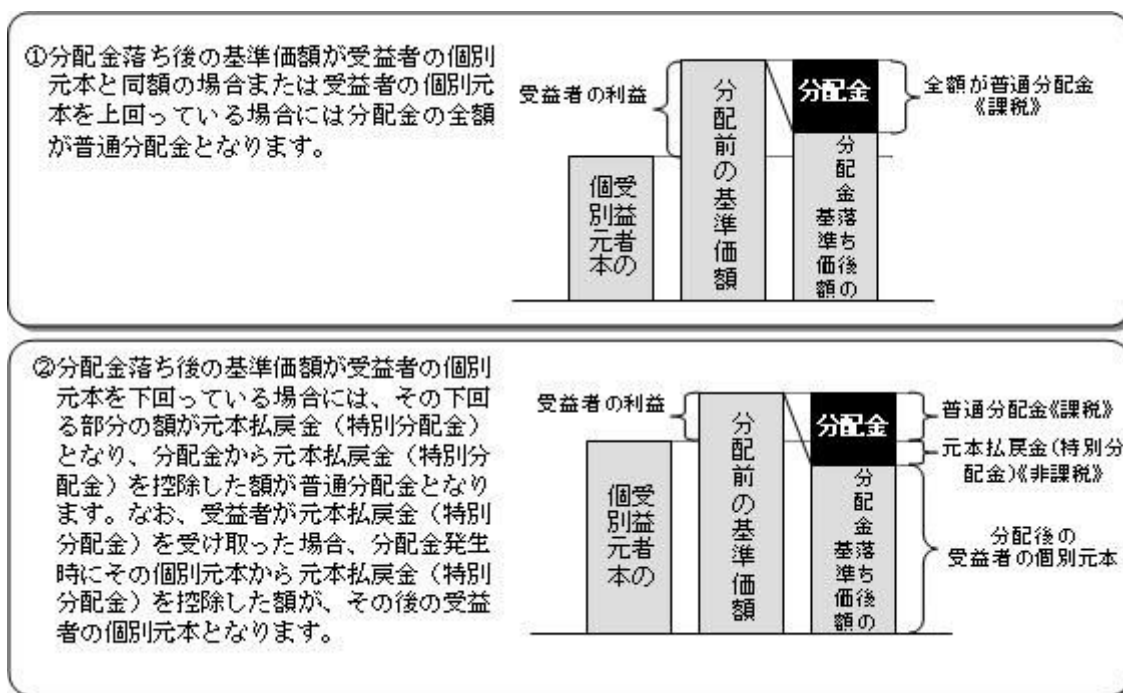 ①分配金落ち後の基準価額が受益者の個別
元本と同額の場合または受益者の個別元
本を上回っている場合には分配金の全額
が普通分配金となります。
受益者の利益
受益者の
個別元本
分配前の基準価額
分配金
分配金落ち後の
基準価額
全額が普通分配金
《課税》
②分配金落ち後の基準価額が受益者の個別
元本を下回っている場合には、その下回
る部分の額が元本払戻金（特別分配金）
となり、分配金から元本払戻金（特別分
配金）を控除した額が普通分配金となり
ます。なお、受益者が元本払戻金（特別
分配金）を受け取った場合、分配金発生
時にその個別元本から元本払戻金（特別
分配金）を控除した額が、その後の受益
者の個別元本となります。
受益者の利益
受益者の
個別元本
分配前の基準価額
分配金
分配金落ち後の
基準価額
普通分配金《課税》
元本払戻金(特別分
配金)《非課税》
分配後の
受益者の個別元本